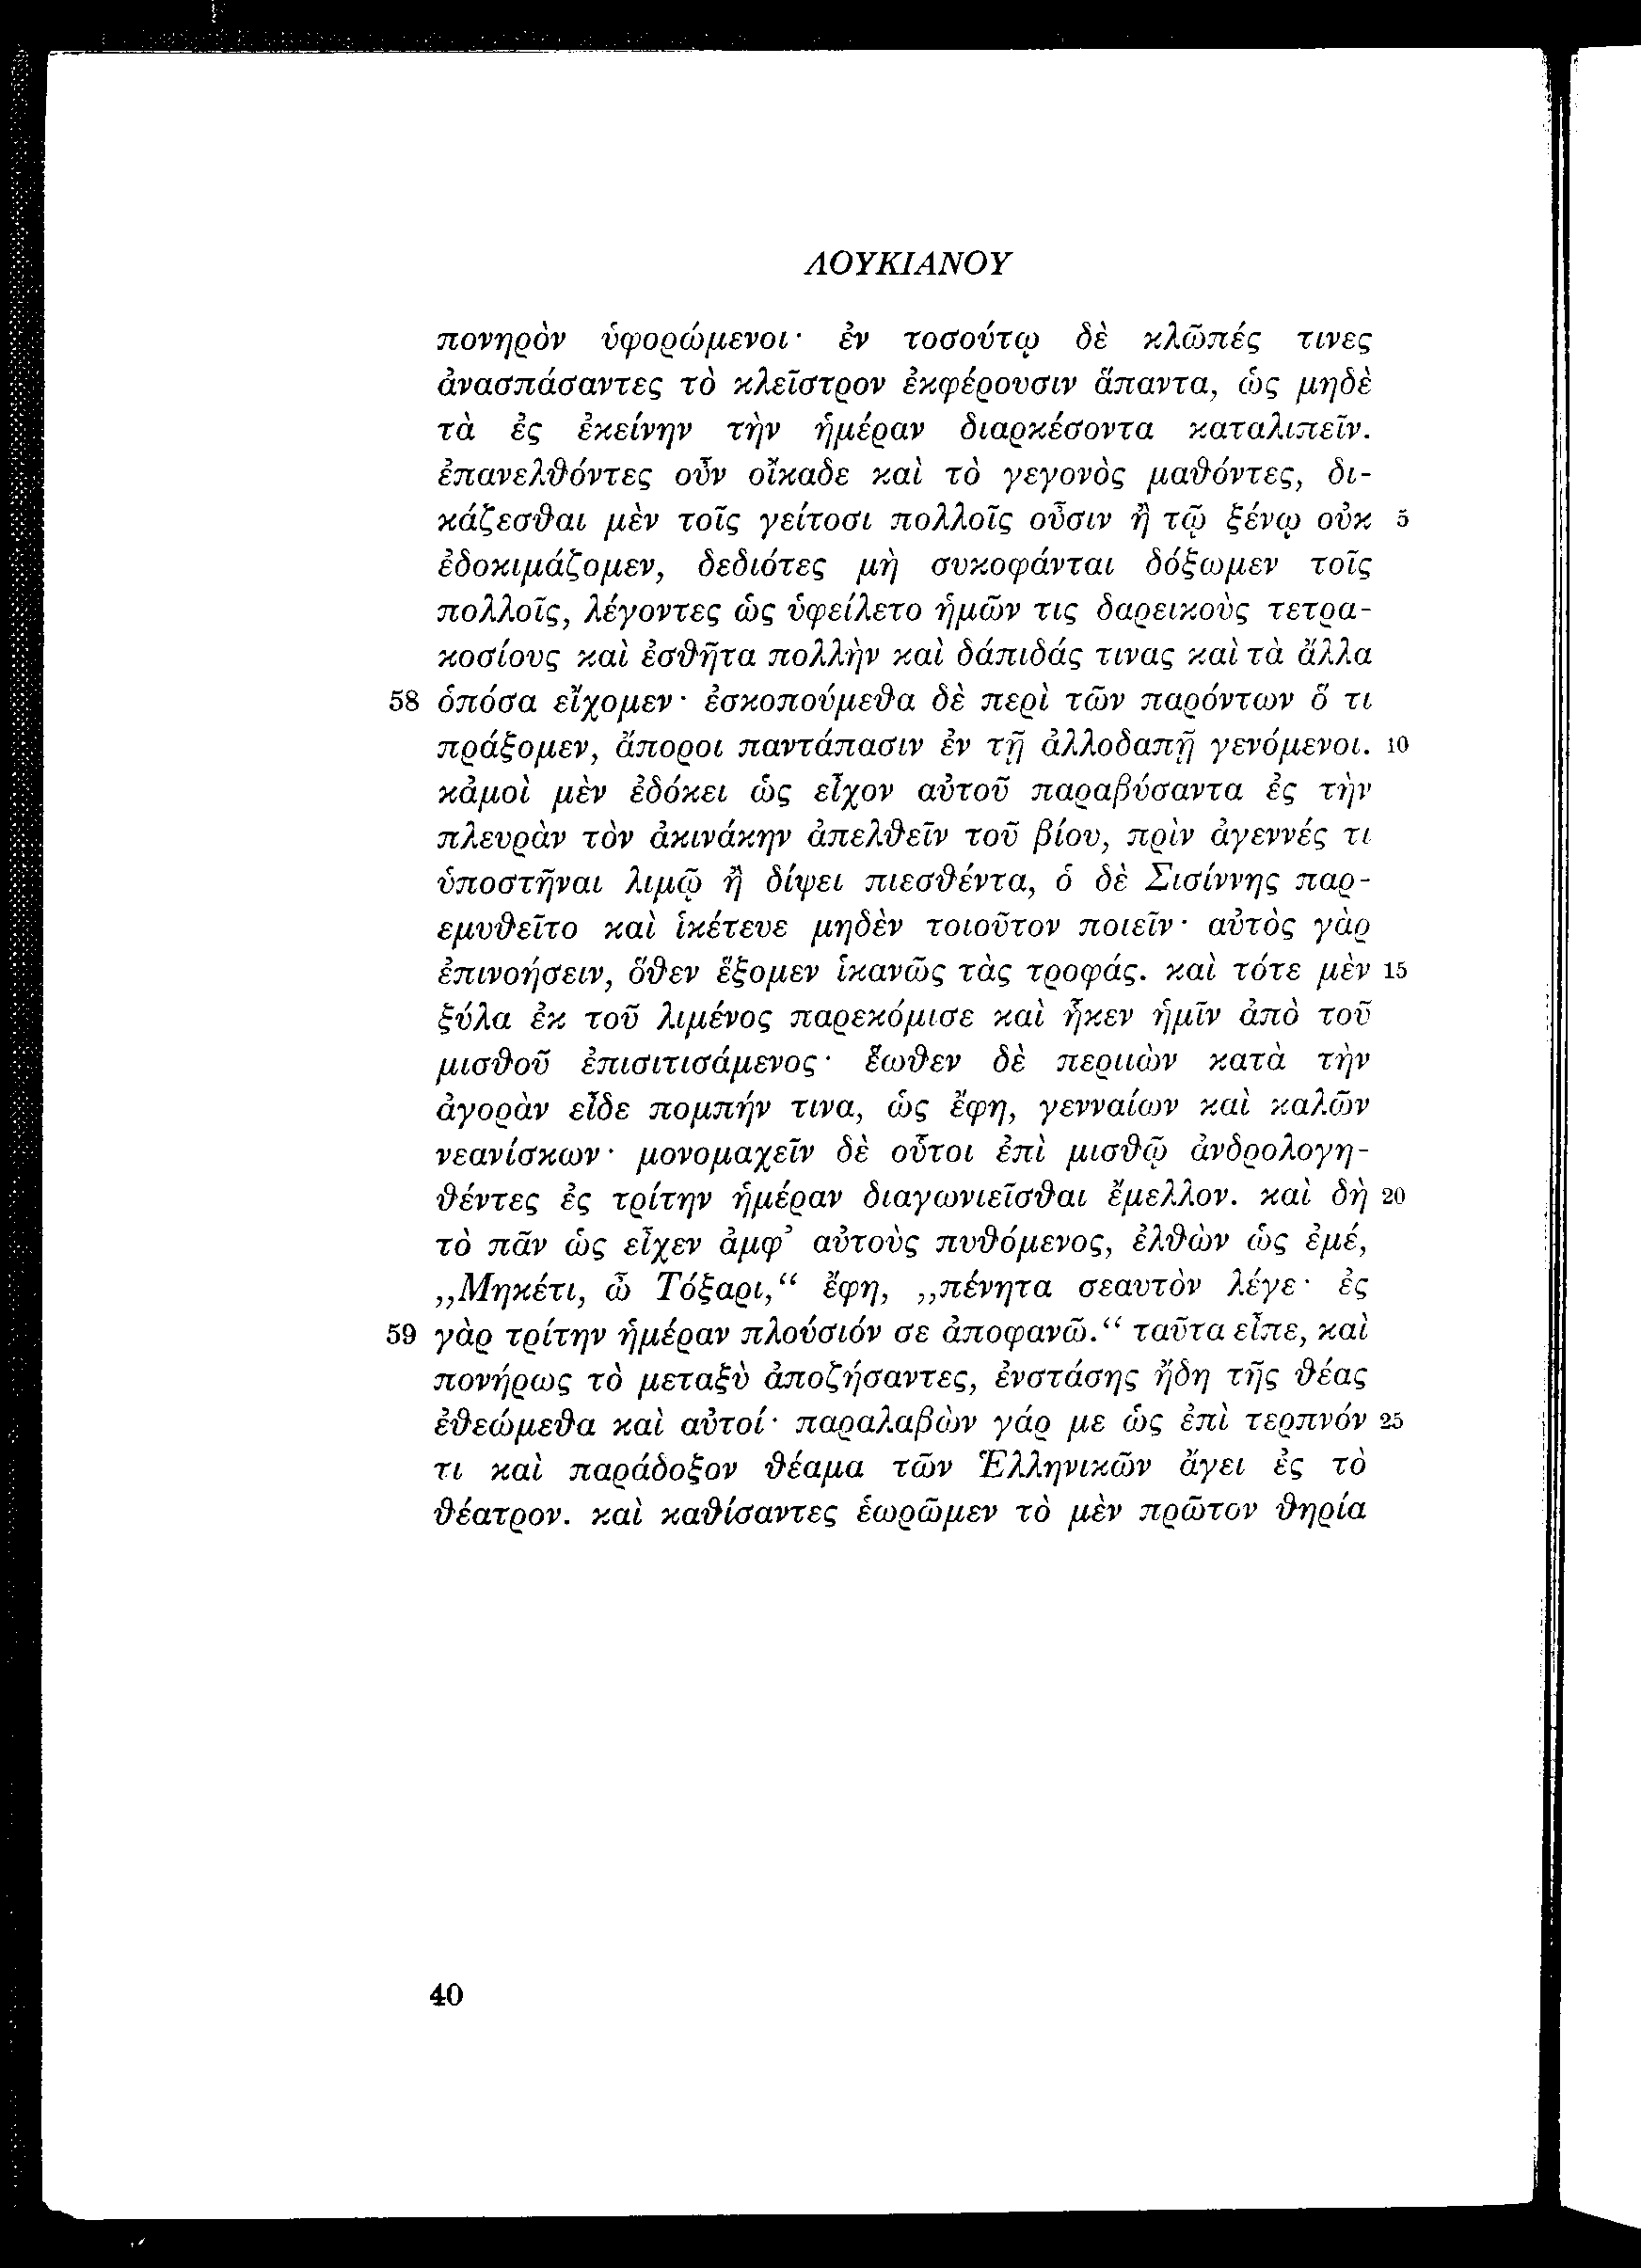 ΛΟΥΚΙΑΝΟΥ
πονηρὸν ὑφορώμενοι· ἐν τοσούτῳ δὲ κλῶπές τινες
ἀνασπάσαντες τὸ κλεῖστρον ἐκφέρουσιν ἅπαντα, ὡς μηδὲ
τὰ ἐς ἐκείνην τὴν ἡμέραν διαρκέσοντα καταλιπεῖν.
ἐπανελθόντες οὖν οἴκαδε καὶ τὸ γεγονὸς μαθόντες, δι-
κάζεσθαι μὲν τοῖς γείτοσι πολλοῖς οὖσιν ἢ τῷ ξένῳ οὐκ 5
ἐδοκιμάζομεν, δεδιότες μὴ συκοφάνται δόξωμεν τοῖς
πολλοῖς, λέγοντες ὡς ὑφείλετο ἡμῶν τις δαρεικοὺς τετρα-
κοσίους καὶ ἐσθῆτα πολλὴν καὶ δάπιδάς τινας καὶ τὰ ἄλλα
58 ὁπόσα εἴχομεν· ἐσκοπούμεθα δὲ περὶ τῶν παρόντων ὅ τι
πράξομεν, ἄποροι παντάπασιν ἐν τῇ ἀλλοδαπῇ γενόμενοι. 10
κἀμοὶ μὲν ἐδόκει ὡς εἶχον αὐτοῦ παραβύσαντα ἐς τὴν
πλευρὰν τὸν ἀκινάκην ἀπελθεῖν τοῦ βίου, πρὶν ἀγεννές τι
ὑποστῆναι λιμῷ ἢ δίψει πιεσθέντα, ὁ δὲ Σισίννης παρ-
εμυθεῖτο καὶ ἱκέτευε μηδὲν τοιοῦτον ποιεῖν· αὐτὸς γὰρ
ἐπινοήσειν, ὅθεν ἕξομεν ἱκανῶς τὰς τροφάς. καὶ τότε μὲν 15
ξύλα ἐκ τοῦ λιμένος παρεκόμισε καὶ ἧκεν ἡμῖν ἀπὸ τοῦ
μισθοῦ ἐπισιτισάμενος· ἕωθεν δὲ περιιὼν κατὰ τὴν
ἀγορὰν εἶδε πομπήν τινα, ὡς ἔφη, γενναίων καὶ καλῶν
νεανίσκων· μονομαχεῖν δὲ οὗτοι ἐπὶ μισθῷ ἀνδρολογη-
θέντες ἐς τρίτην ἡμέραν διαγωνιεῖσθαι ἔμελλον. καὶ δὴ 20
τὸ πᾶν ὡς εἶχεν ἀμφ᾽ αὐτοὺς πυθόμενος, ἐλθὼν ὡς ἐμέ,
„Μηκέτι, ὦ Τόξαρι,“ ἔφη, „πένητα σεαυτὸν λέγε· ἐς
59 γὰρ τρίτην ἡμέραν πλούσιόν σε ἀποφανῶ.“ ταῦτα εἶπε, καὶ
πονήρως τὸ μεταξὺ ἀποζήσαντες, ἐνστάσης ἤδη τῆς θέας
ἐθεώμεθα καὶ αὐτοί· παραλαβὼν γάρ με ὡς ἐπὶ τερπνόν 25
τι καὶ παράδοξον θέαμα τῶν Ἑλληνικῶν ἄγει ἐς τὸ
θέατρον. καὶ καθίσαντες ἑωρῶμεν τὸ μὲν πρῶτον θηρία
40